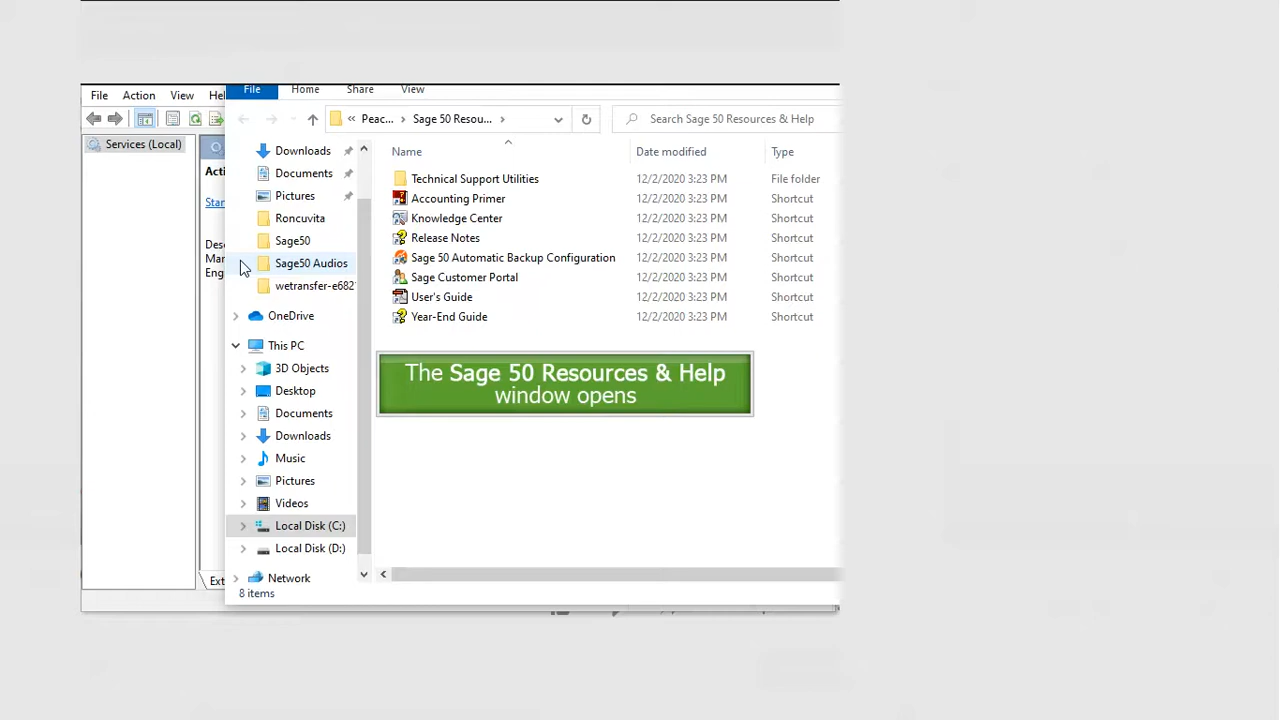 File Action View Hel
File Home Share View
« Peac... > Sage 50 Resou... >
Search Sage 50 Resources & Help
Services (Local)
Acti
Star
Des
Mar
Eng
Ext
Downloads
Documents
Pictures
Roncuvita
Sage50
Sage50 Audios
wetransfer-e682
OneDrive
This PC
3D Objects
Desktop
Documents
Downloads
Music
Pictures
Videos
Local Disk (C:)
Local Disk (D:)
Network
8 items
Name Date modified Type
Technical Support Utilities 12/2/2020 3:23 PM File folder
Accounting Primer 12/2/2020 3:23 PM Shortcut
Knowledge Center 12/2/2020 3:23 PM Shortcut
Release Notes 12/2/2020 3:23 PM Shortcut
Sage 50 Automatic Backup Configuration 12/2/2020 3:23 PM Shortcut
Sage Customer Portal 12/2/2020 3:23 PM Shortcut
User's Guide 12/2/2020 3:23 PM Shortcut
Year-End Guide 12/2/2020 3:23 PM Shortcut
The Sage 50 Resources & Help
window opens